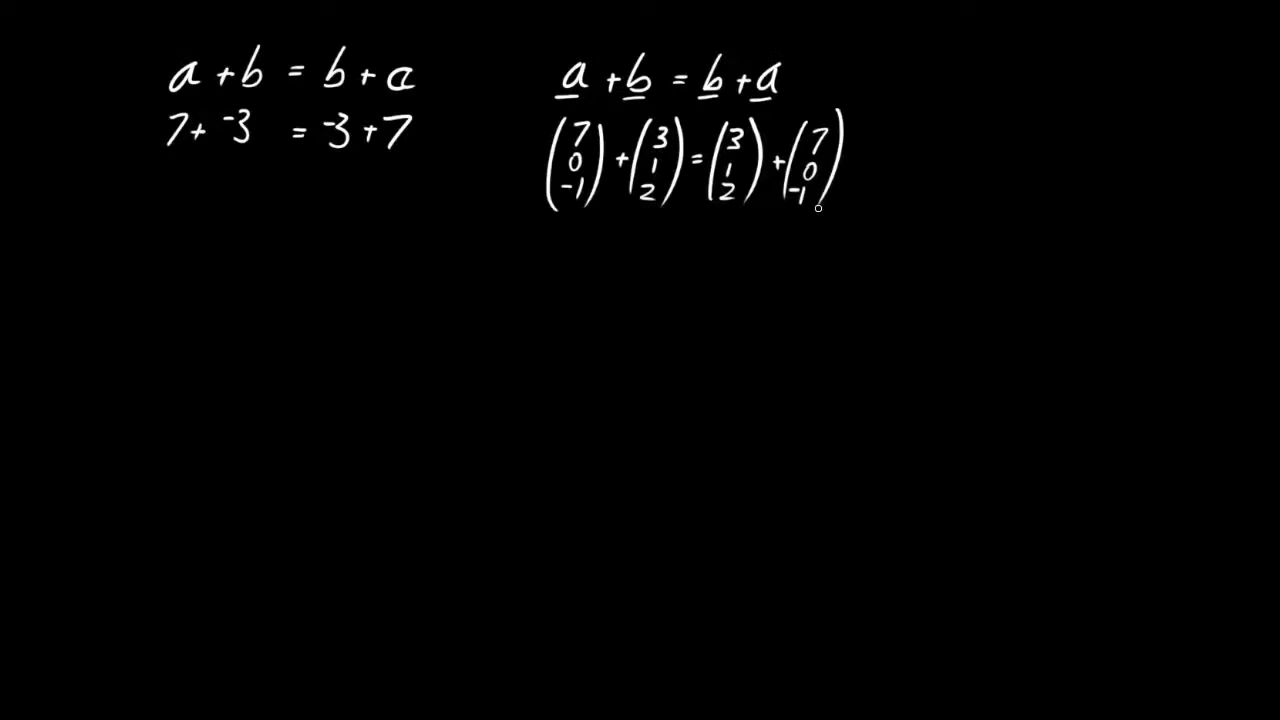 a + b = b + a
7 + -3 = -3 + 7
a + b = b + a
(7 0 -1) + (3 1 2) = (3 1 2) + (7 0 -1)